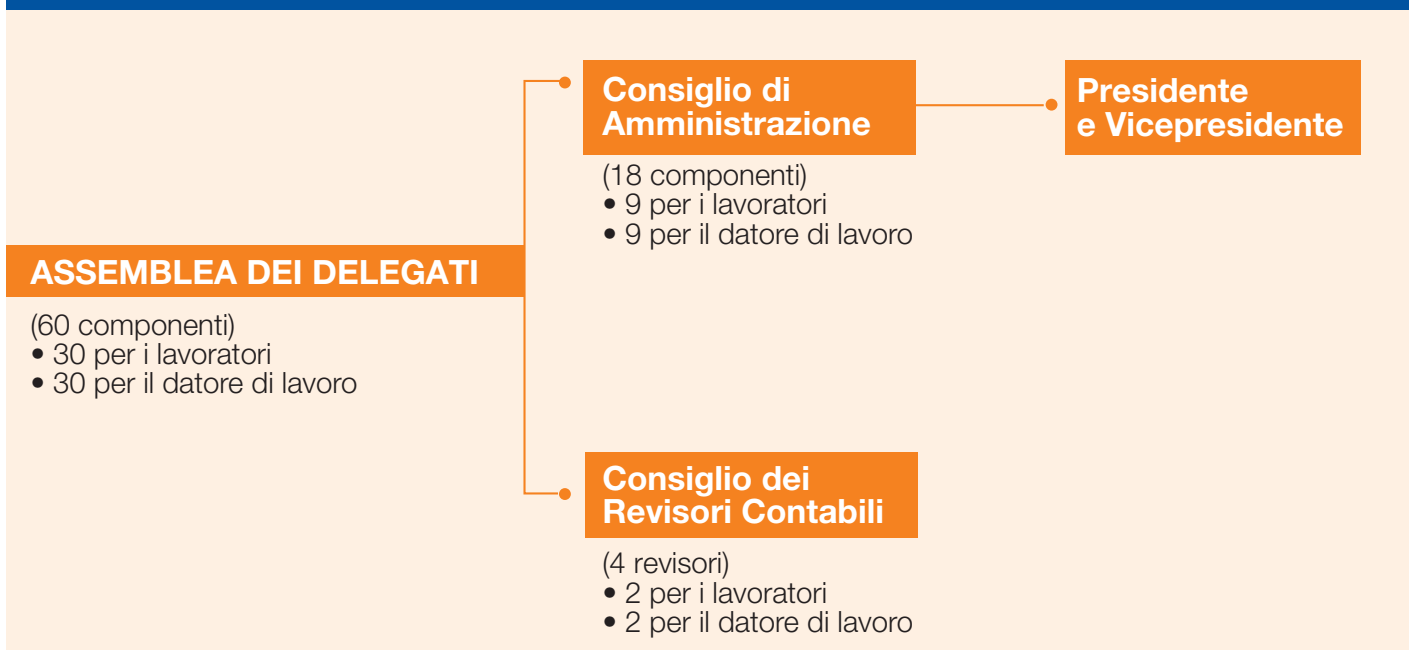 ASSEMBLEA DEI DELEGATI
(60 componenti)
• 30 per i lavoratori
• 30 per il datore di lavoro
Consiglio di
Amministrazione
(18 componenti)
• 9 per i lavoratori
• 9 per il datore di lavoro
Presidente
e Vicepresidente
Consiglio dei
Revisori Contabili
(4 revisori)
• 2 per i lavoratori
• 2 per il datore di lavoro